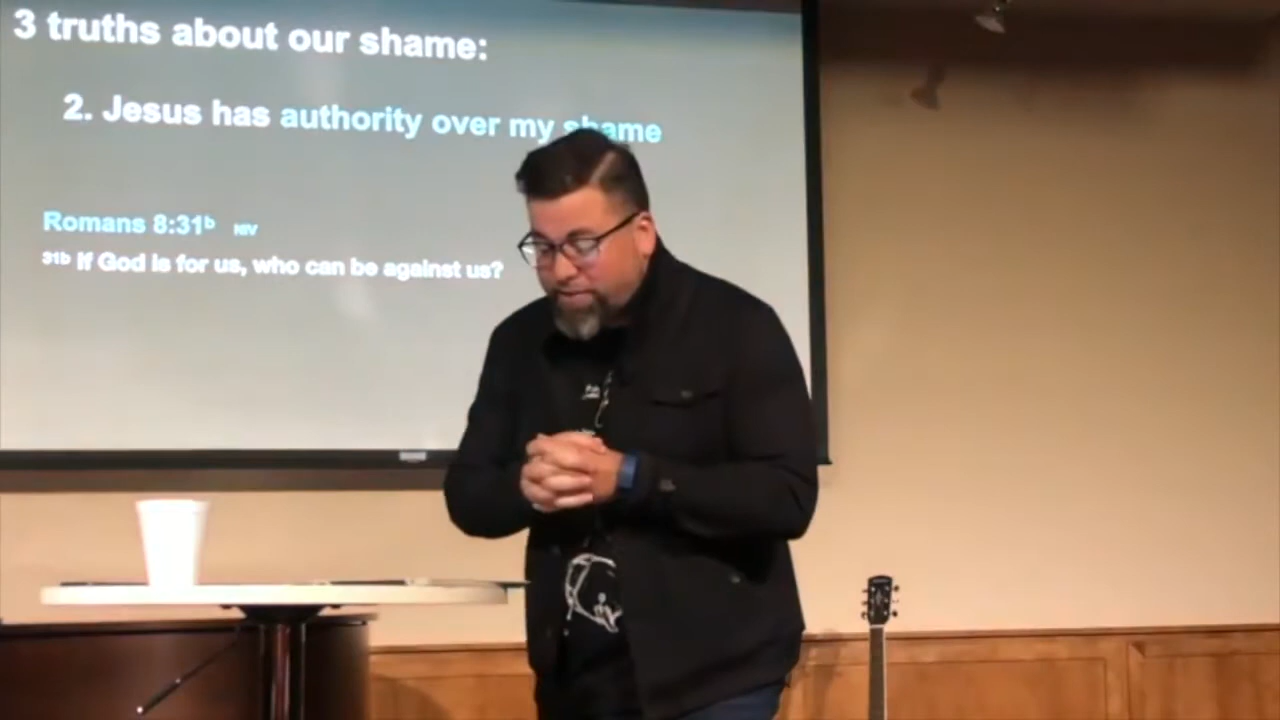 3 truths about our shame:
2. Jesus has authority over my shame
Romans 8:31ᵇ NIV
³¹ᵇ If God is for us, who can be against us?